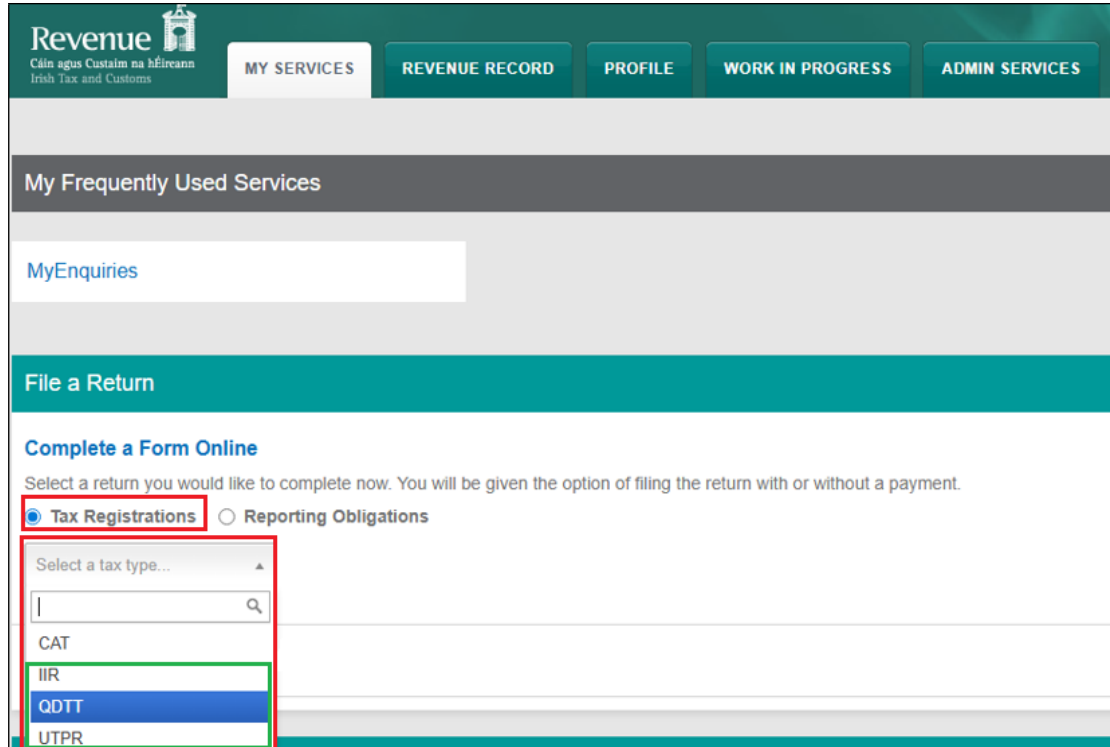 Revenue
Cáin agus Custaim na hÉireann
Irish Tax and Customs
MY SERVICES
REVENUE RECORD
PROFILE
WORK IN PROGRESS
ADMIN SERVICES
My Frequently Used Services
MyEnquiries
File a Return
Complete a Form Online
Select a return you would like to complete now. You will be given the option of filing the return with or without a payment.
Tax Registrations
Reporting Obligations
Select a tax type...
CAT
IIR
QDTT
UTPR